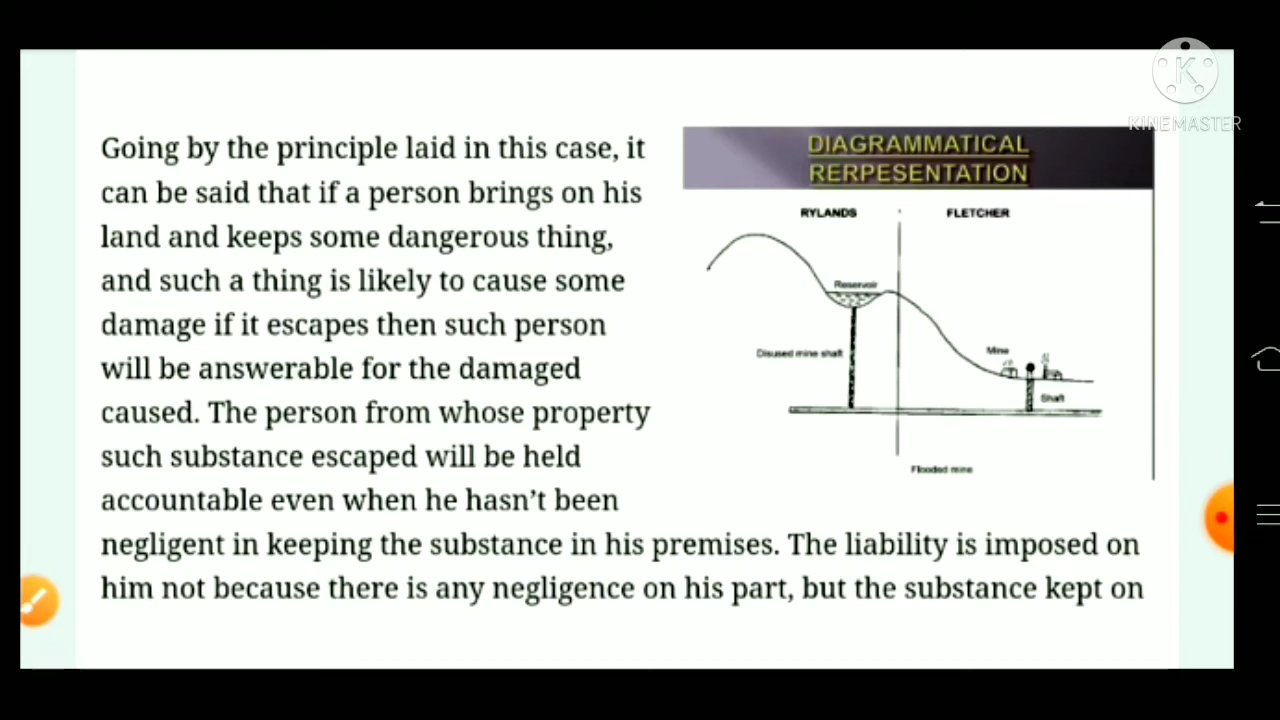 KINEMASTER
Going by the principle laid in this case, it
can be said that if a person brings on his
land and keeps some dangerous thing,
and such a thing is likely to cause some
damage if it escapes then such person
will be answerable for the damaged
caused. The person from whose property
such substance escaped will be held
accountable even when he hasn’t been
negligent in keeping the substance in his premises. The liability is imposed on
him not because there is any negligence on his part, but the substance kept on
DIAGRAMMATICAL
RERPESENTATION
RYLANDS
FLETCHER
Reservoir
Disused mine shaft
Mine
Shaft
Flooded mine